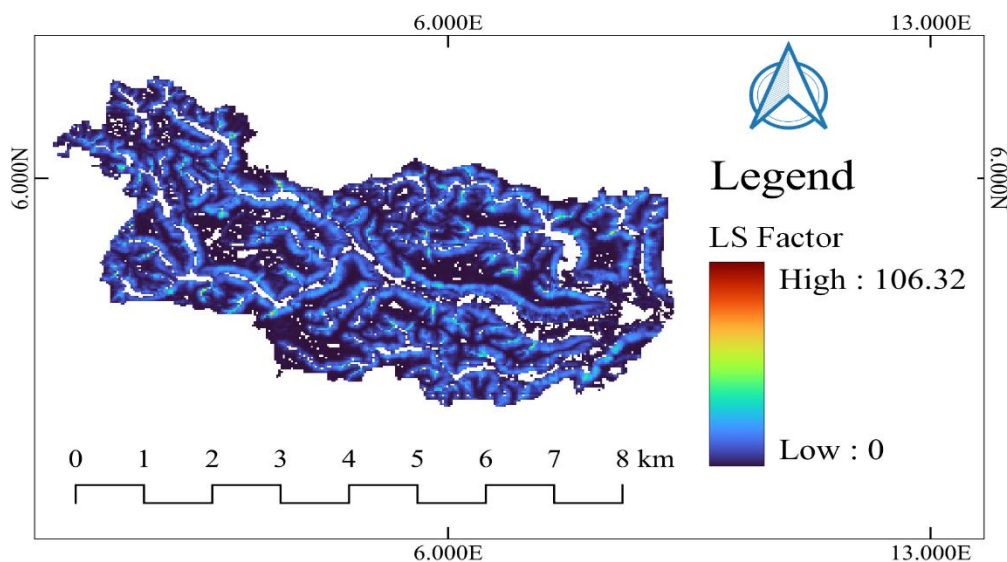 6.000E 13.000E
6.000N 6.000N
Legend
LS Factor
High : 106.32
Low : 0
0 1 2 3 4 5 6 7 8 km
6.000E 13.000E